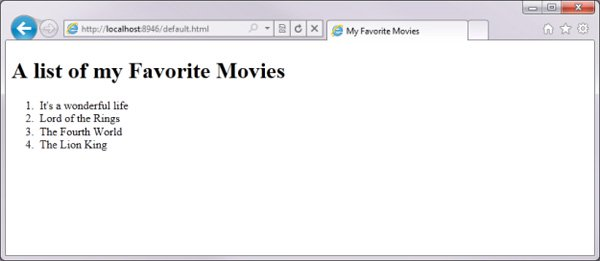 http://localhost:8946/default.html
My Favorite Movies
A list of my Favorite Movies
1. It's a wonderful life
2. Lord of the Rings
3. The Fourth World
4. The Lion King